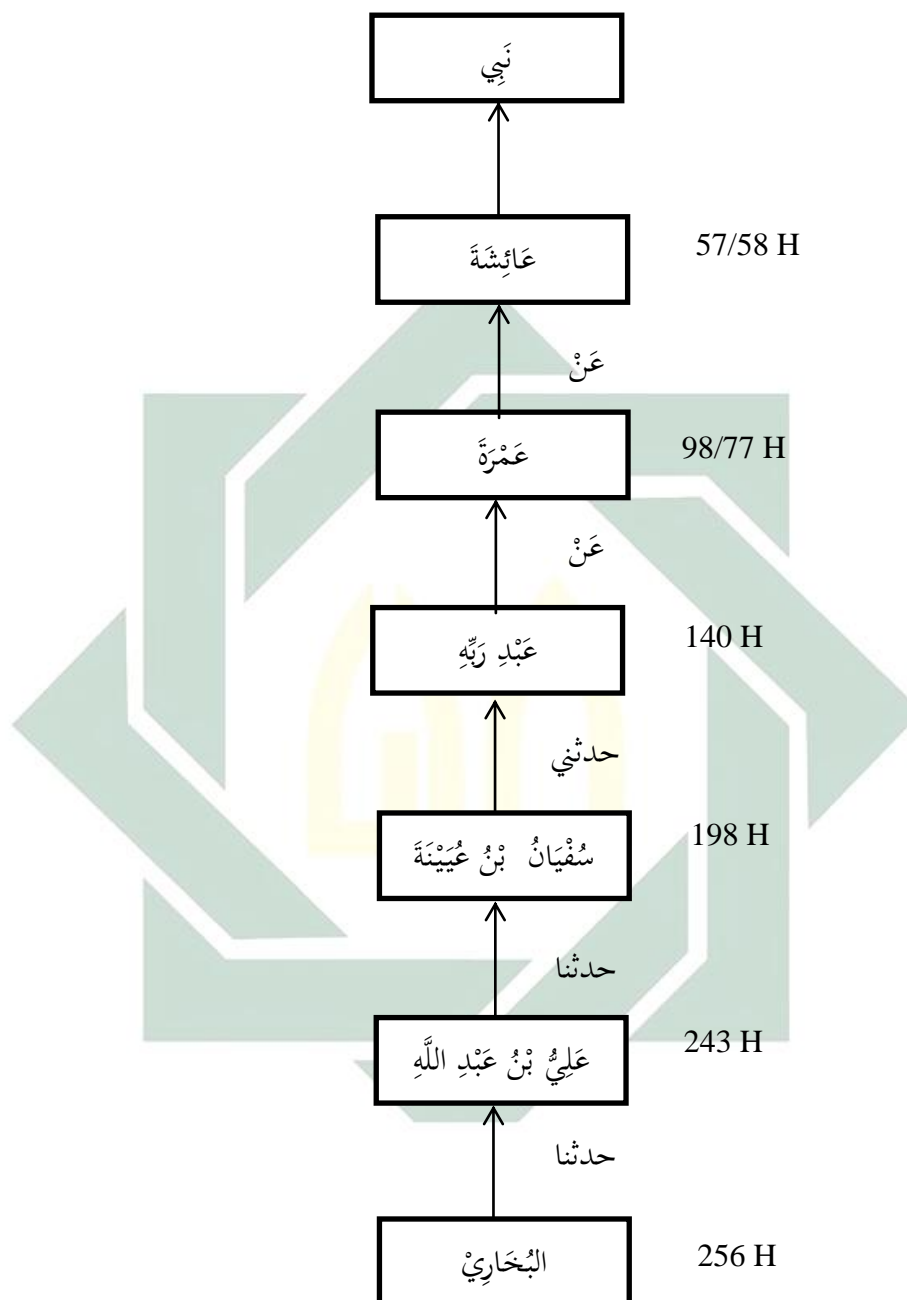 نَبِي
عَائِشَةَ
57/58 H
عَنْ
عَمْرَةَ
98/77 H
عَنْ
عَبْدِ رَبِّهِ
140 H
حدثني
سُفْيَانُ بْنُ عُيَيْنَةَ
198 H
حدثنا
عَلِيُّ بْنُ عَبْدِ اللَّهِ
243 H
حدثنا
البُخَارِيْ
256 H